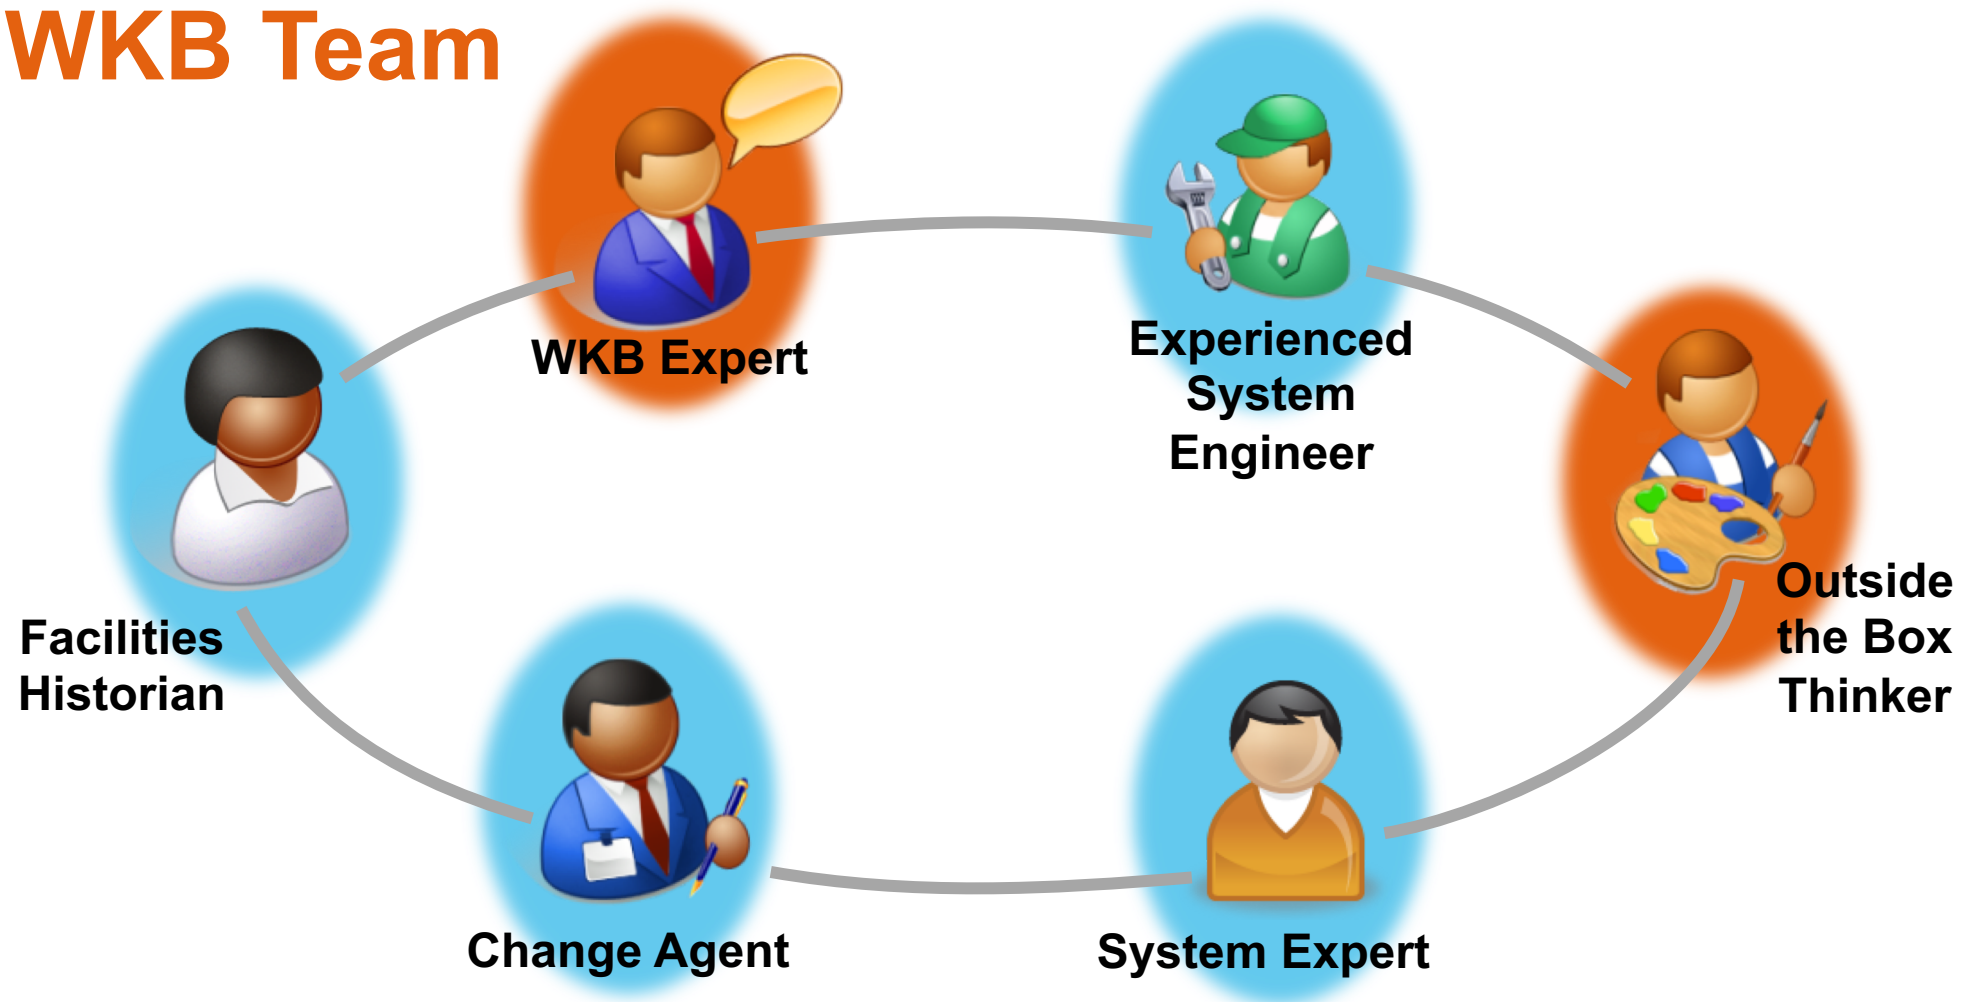 WKB Team
WKB Expert
Experienced
System
Engineer
Outside
the Box
Thinker
Facilities
Historian
Change Agent
System Expert